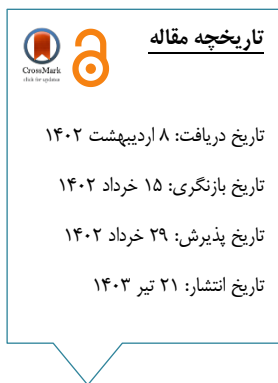 تاریخچه مقاله
CrossMark
click for updates
تاریخ دریافت: ۸ اردیبهشت ۱۴۰۲
تاریخ بازنگری: ۱۵ خرداد ۱۴۰۲
تاریخ پذیرش: ۲۹ خرداد ۱۴۰۲
تاریخ انتشار: ۲۱ تیر ۱۴۰۳